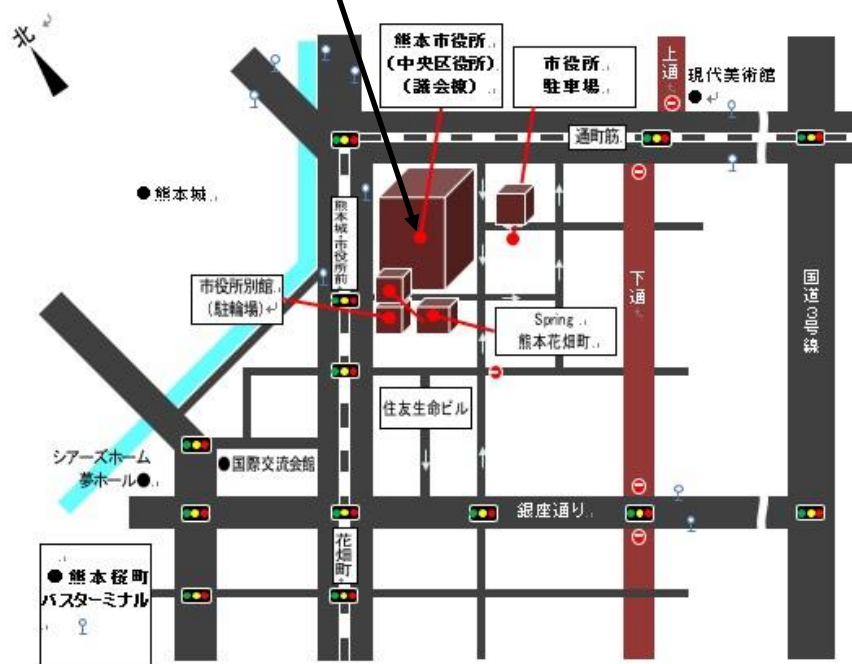 北
熊本市役所
(中央区役所)
(議会棟)
市役所
駐車場
上通
現代美術館
通町筋
熊本城
熊本城・市役所前
市役所別館
(駐輪場)
下通
国道3号線
Spring
熊本花畑町
住友生命ビル
シアーズホーム
夢ホール
国際交流会館
銀座通り
花畑町
熊本桜町
バスターミナル